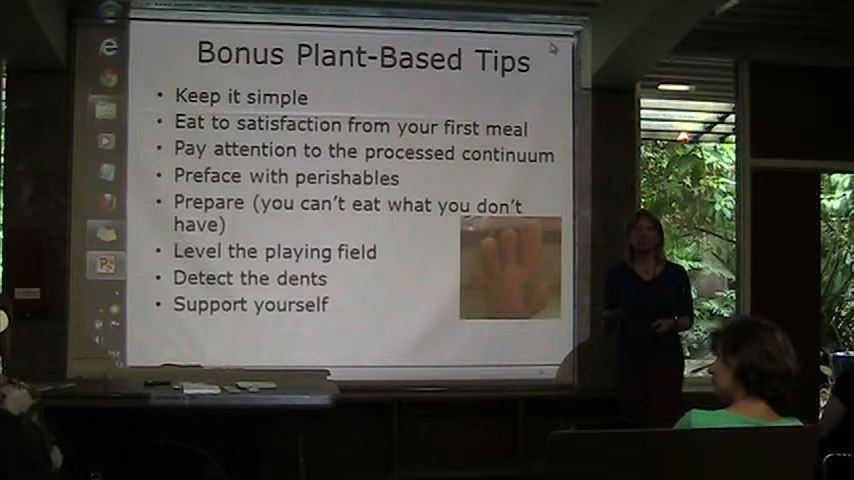 Bonus Plant-Based Tips
• Keep it simple
• Eat to satisfaction from your first meal
• Pay attention to the processed continuum
• Preface with perishables
• Prepare (you can't eat what you don't
have)
• Level the playing field
• Detect the dents
• Support yourself